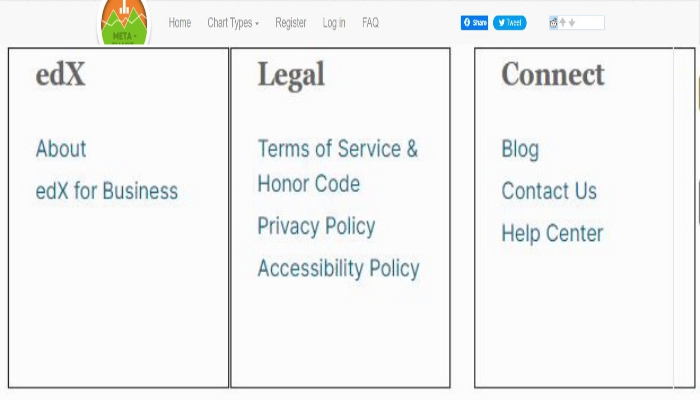 META -
Home Chart Types Register Log in FAQ Share Tweet
edX
About
edX for Business
Legal
Terms of Service &
Honor Code
Privacy Policy
Accessibility Policy
Connect
Blog
Contact Us
Help Center